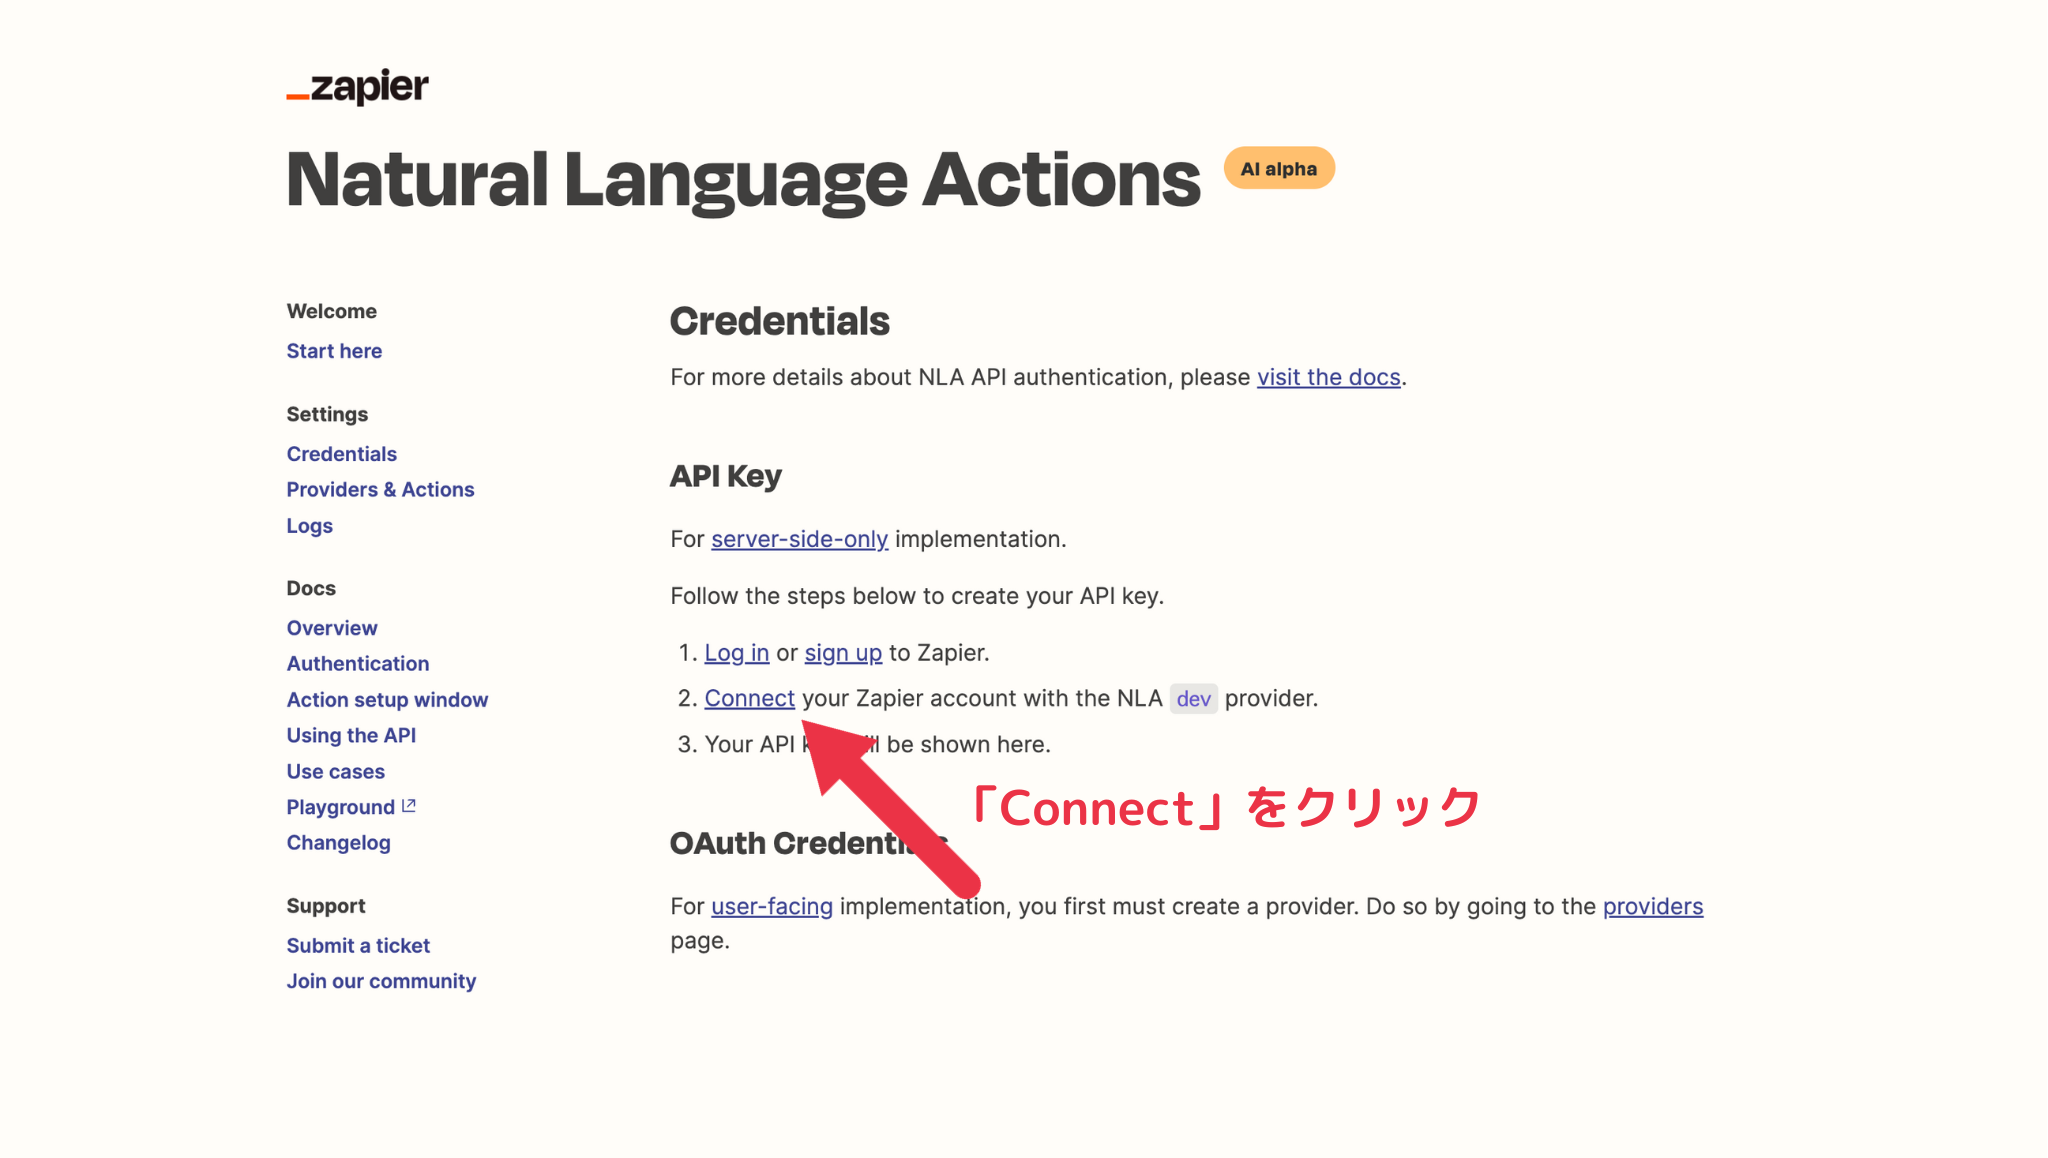 zapier
Natural Language Actions AI alpha
Welcome
Start here
Settings
Credentials
Providers & Actions
Logs
Docs
Overview
Authentication
Action setup window
Using the API
Use cases
Playground
Changelog
Support
Submit a ticket
Join our community
Credentials
For more details about NLA API authentication, please visit the docs.
API Key
For server-side-only implementation.
Follow the steps below to create your API key.
1. Log in or sign up to Zapier.
2. Connect your Zapier account with the NLA dev provider.
3. Your API be shown here.
「Connect」をクリック
OAuth
For user-facing implementation, you first must create a provider. Do so by going to the providers
page.